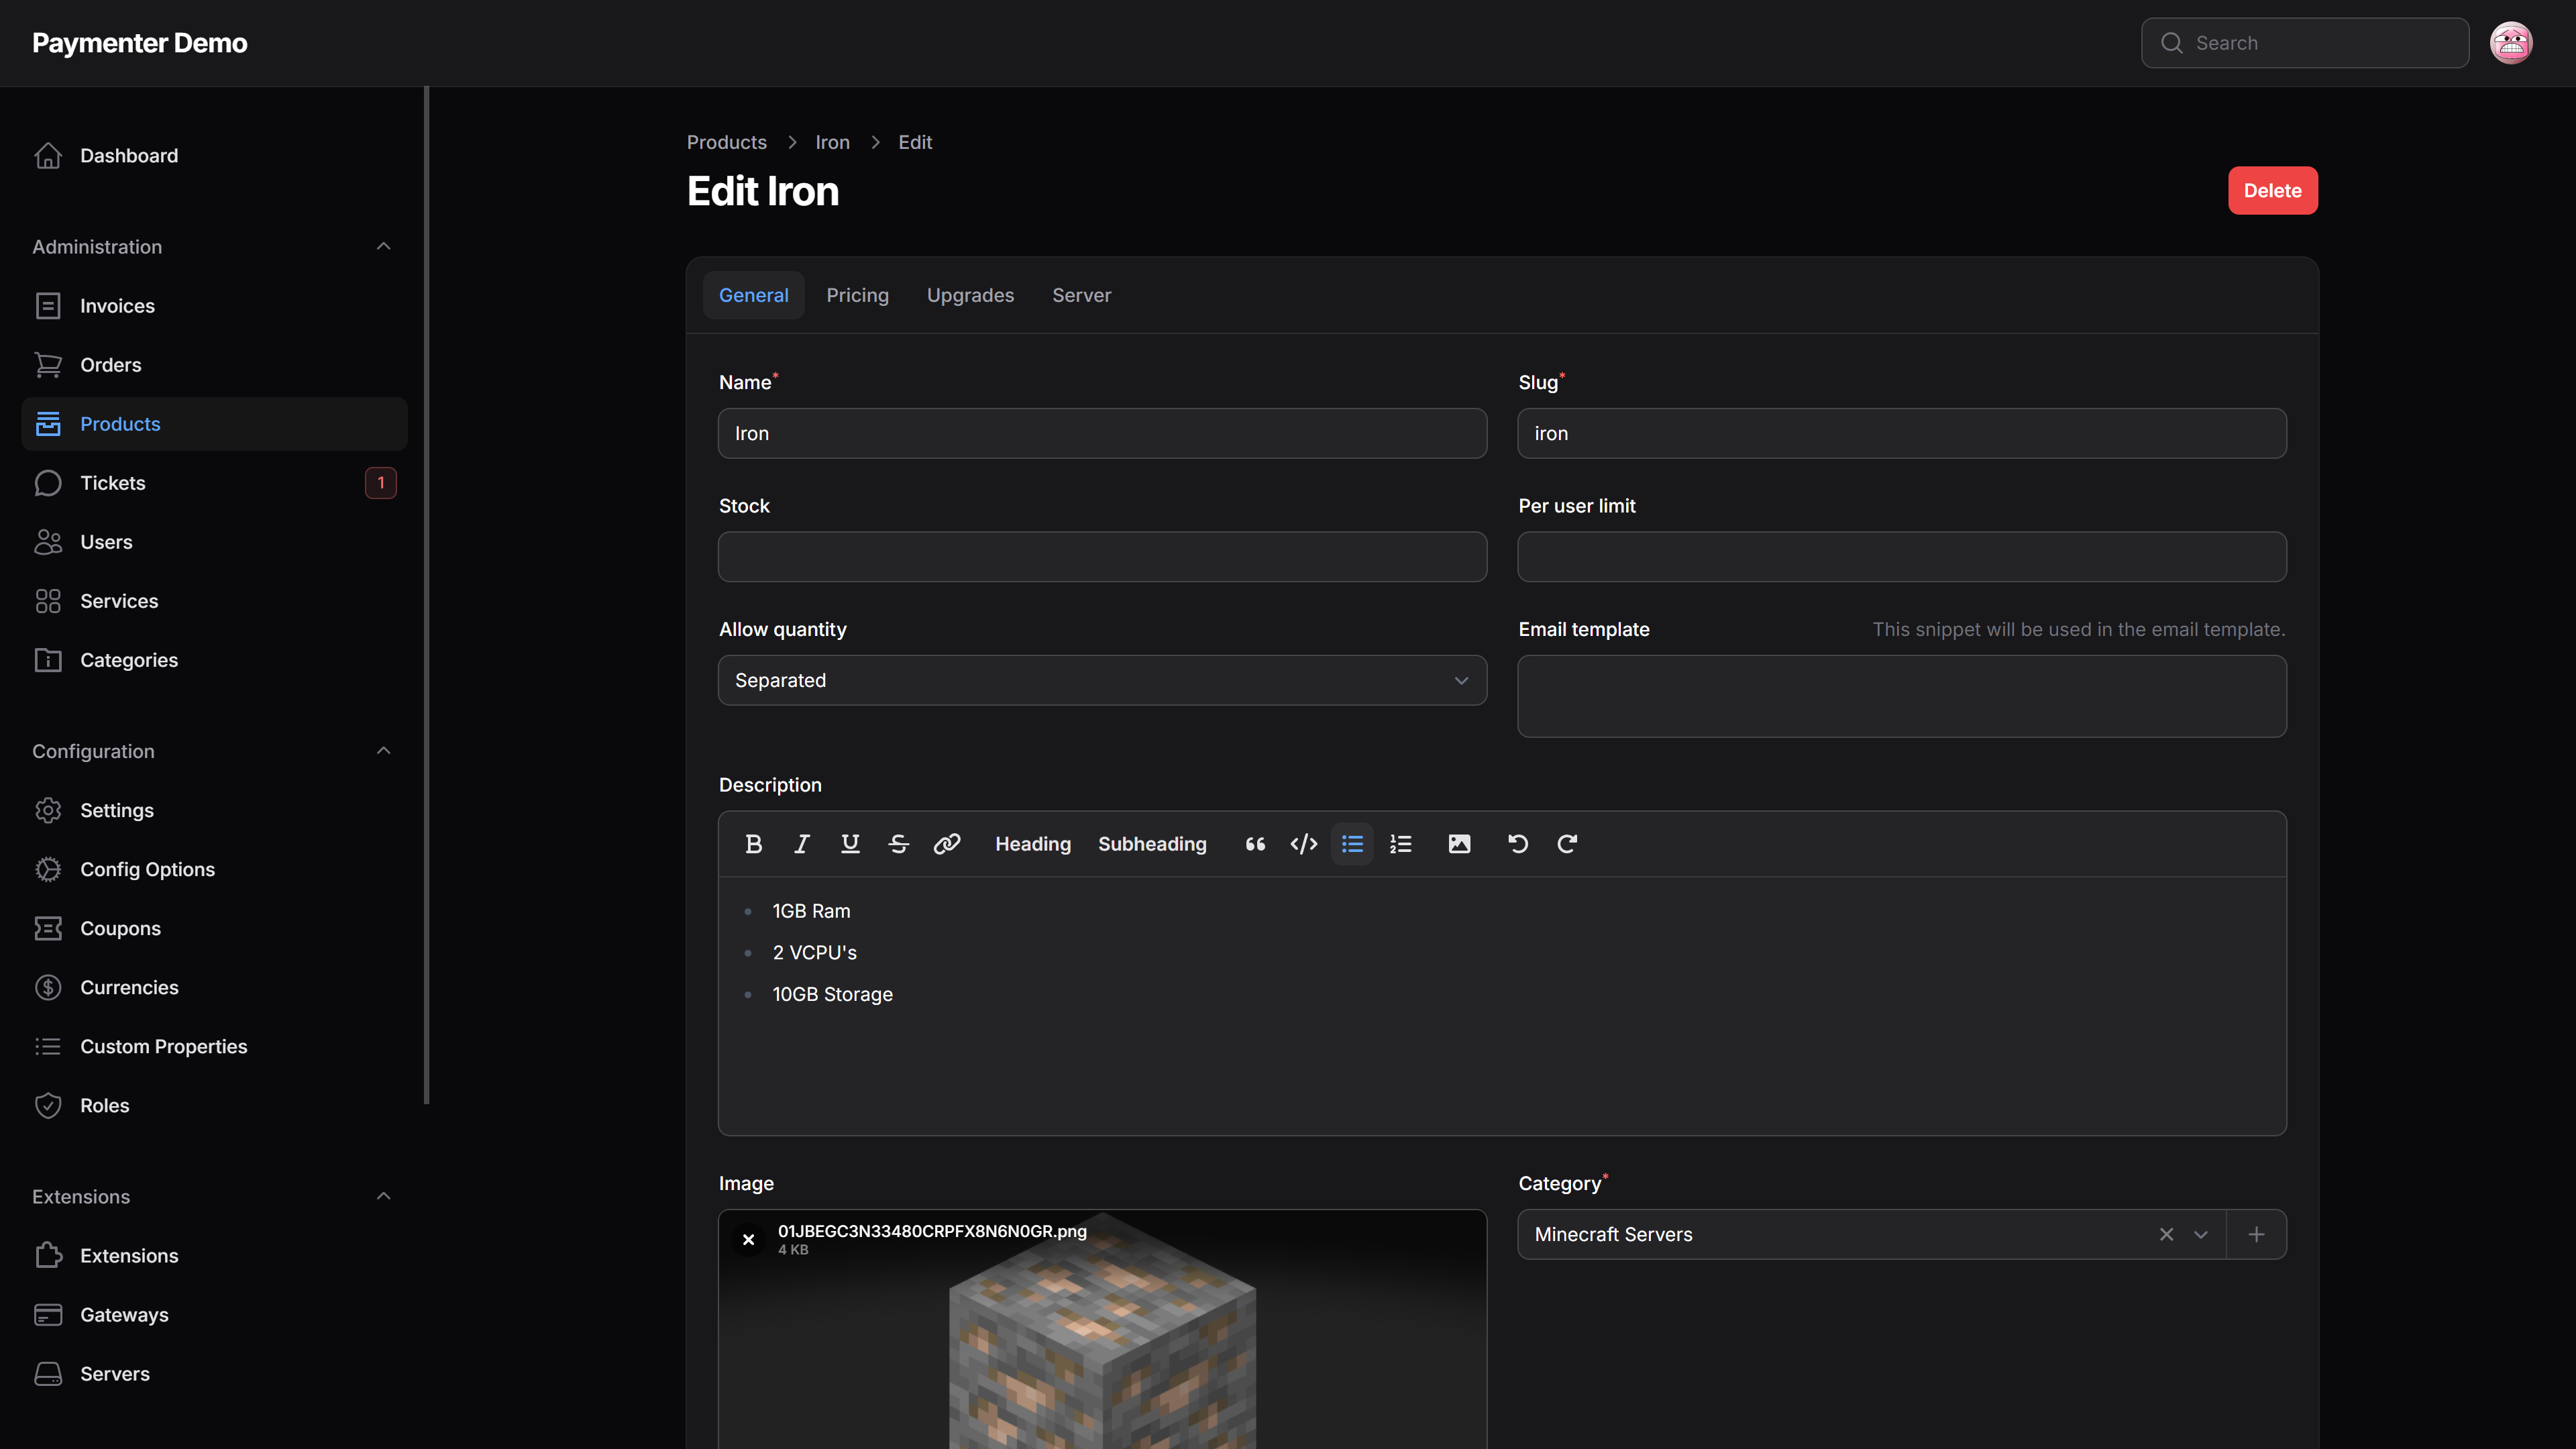 Paymenter Demo
Search
Dashboard
Administration
Invoices
Orders
Products
Tickets
1
Users
Services
Categories
Configuration
Settings
Config Options
Coupons
Currencies
Custom Properties
Roles
Extensions
Extensions
Gateways
Servers
Products > Iron > Edit
Edit Iron
Delete
General Pricing Upgrades Server
Name*
Iron
Slug*
iron
Stock
Per user limit
Allow quantity
Separated
Email template
This snippet will be used in the email template.
Description
Heading Subheading
1GB Ram
2 VCPU's
10GB Storage
Image
01JBEGC3N33480CRPFX8N6N0GR.png
4 KB
Category*
Minecraft Servers